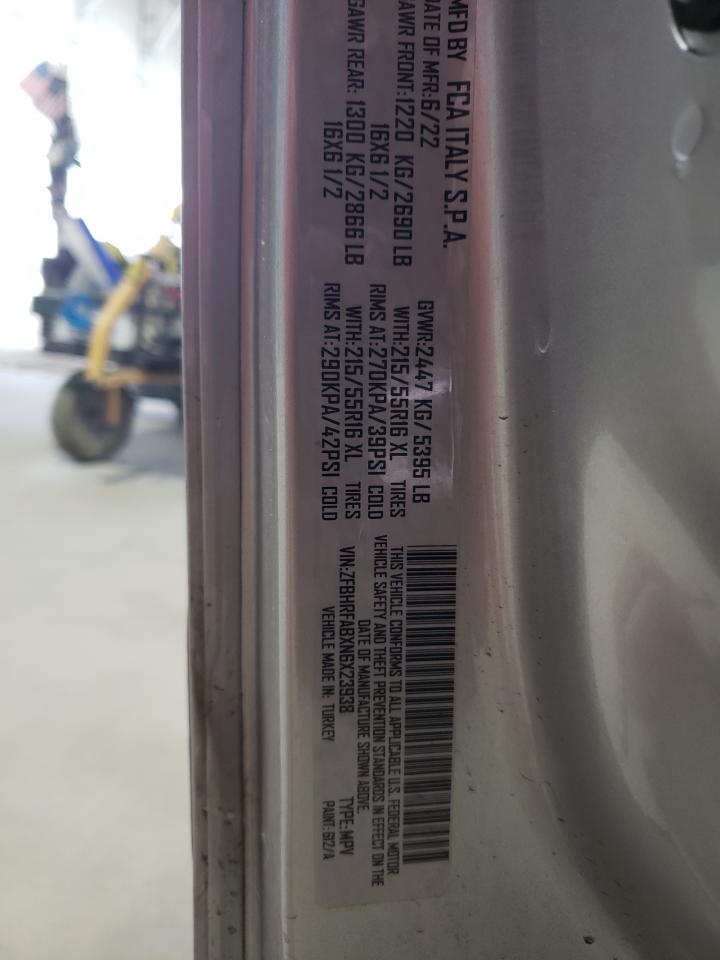 MFD BY FCA ITALY S.P.A.
DATE OF MFR:6/22 GVWR:2447 KG/5395 LB
GAWR FRONT:1220 KG/2690 LB WITH:215/55R16 XL TIRES
16X6 1/2 RIMS AT:270KPA/39PSI COLD
GAWR REAR: 1300 KG/2866 LB WITH:215/55R16 XL TIRES
16X6 1/2 RIMS AT:290KPA/42PSI COLD
THIS VEHICLE CONFORMS TO ALL APPLICABLE U.S. FEDERAL MOTOR
VEHICLE SAFETY AND THEFT PREVENTION STANDARDS IN EFFECT ON THE
DATE OF MANUFACTURE SHOWN ABOVE.
VIN:ZFBHRFABXN6X23938 TYPE:MPV
VEHICLE MADE IN: TURKEY PAINT: 612/A